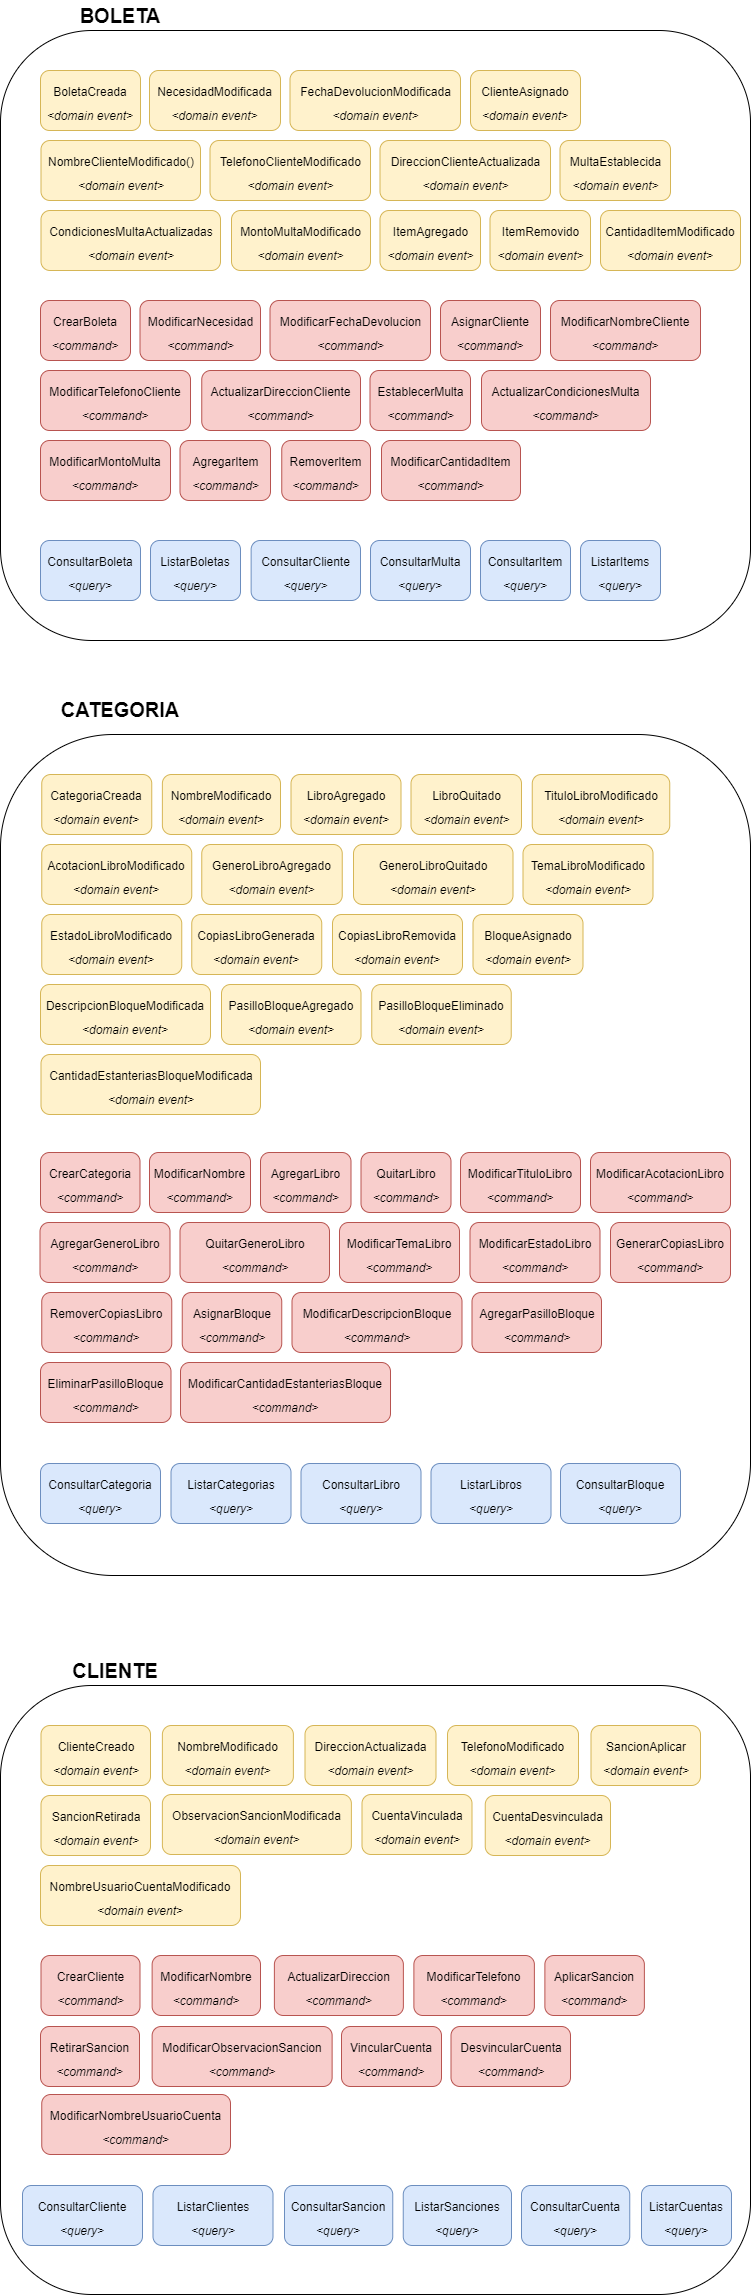 BOLETA
BoletaCreada NecesidadModificada FechaDevolucionModificada ClienteAsignado
<domain event> <domain event> <domain event> <domain event>
NombreClienteModificado() TelefonoClienteModificado DireccionClienteActualizada MultaEstablecida
<domain event> <domain event> <domain event> <domain event>
CondicionesMultaActualizadas MontoMultaModificado ItemAgregado ItemRemovido CantidadItemModificado
<domain event> <domain event> <domain event> <domain event> <domain event>
CrearBoleta ModificarNecesidad ModificarFechaDevolucion AsignarCliente ModificarNombreCliente
<command> <command> <command> <command> <command>
ModificarTelefonoCliente ActualizarDireccionCliente EstablecerMulta ActualizarCondicionesMulta
<command> <command> <command> <command>
ModificarMontoMulta AgregarItem RemoverItem ModificarCantidadItem
<command> <command> <command> <command>
ConsultarBoleta ListarBoletas ConsultarCliente ConsultarMulta ConsultarItem ListarItems
<query> <query> <query> <query> <query> <query>
CATEGORIA
CategoriaCreada NombreModificado LibroAgregado LibroQuitado TituloLibroModificado
<domain event> <domain event> <domain event> <domain event> <domain event>
AcotacionLibroModificado GeneroLibroAgregado GeneroLibroQuitado TemaLibroModificado
<domain event> <domain event> <domain event> <domain event>
EstadoLibroModificado CopiasLibroGenerada CopiasLibroRemovida BloqueAsignado
<domain event> <domain event> <domain event> <domain event>
DescripcionBloqueModificada PasilloBloqueAgregado PasilloBloqueEliminado
<domain event> <domain event> <domain event>
CantidadEstanteriasBloqueModificada
<domain event>
CrearCategoria ModificarNombre AgregarLibro QuitarLibro ModificarTituloLibro ModificarAcotacionLibro
<command> <command> <command> <command> <command> <command>
AgregarGeneroLibro QuitarGeneroLibro ModificarTemaLibro ModificarEstadoLibro GenerarCopiasLibro
<command> <command> <command> <command> <command>
RemoverCopiasLibro AsignarBloque ModificarDescripcionBloque AgregarPasilloBloque
<command> <command> <command> <command>
EliminarPasilloBloque ModificarCantidadEstanteriasBloque
<command> <command>
ConsultarCategoria ListarCategorias ConsultarLibro ListarLibros ConsultarBloque
<query> <query> <query> <query> <query>
CLIENTE
ClienteCreado NombreModificado DireccionActualizada TelefonoModificado SancionAplicar
<domain event> <domain event> <domain event> <domain event> <domain event>
SancionRetirada ObservacionSancionModificada CuentaVinculada CuentaDesvinculada
<domain event> <domain event> <domain event> <domain event>
NombreUsuarioCuentaModificado
<domain event>
CrearCliente ModificarNombre ActualizarDireccion ModificarTelefono AplicarSancion
<command> <command> <command> <command> <command>
RetirarSancion ModificarObservacionSancion VincularCuenta DesvincularCuenta
<command> <command> <command> <command>
ModificarNombreUsuarioCuenta
<command>
ConsultarCliente ListarClientes ConsultarSancion ListarSanciones ConsultarCuenta ListarCuentas
<query> <query> <query> <query> <query> <query>